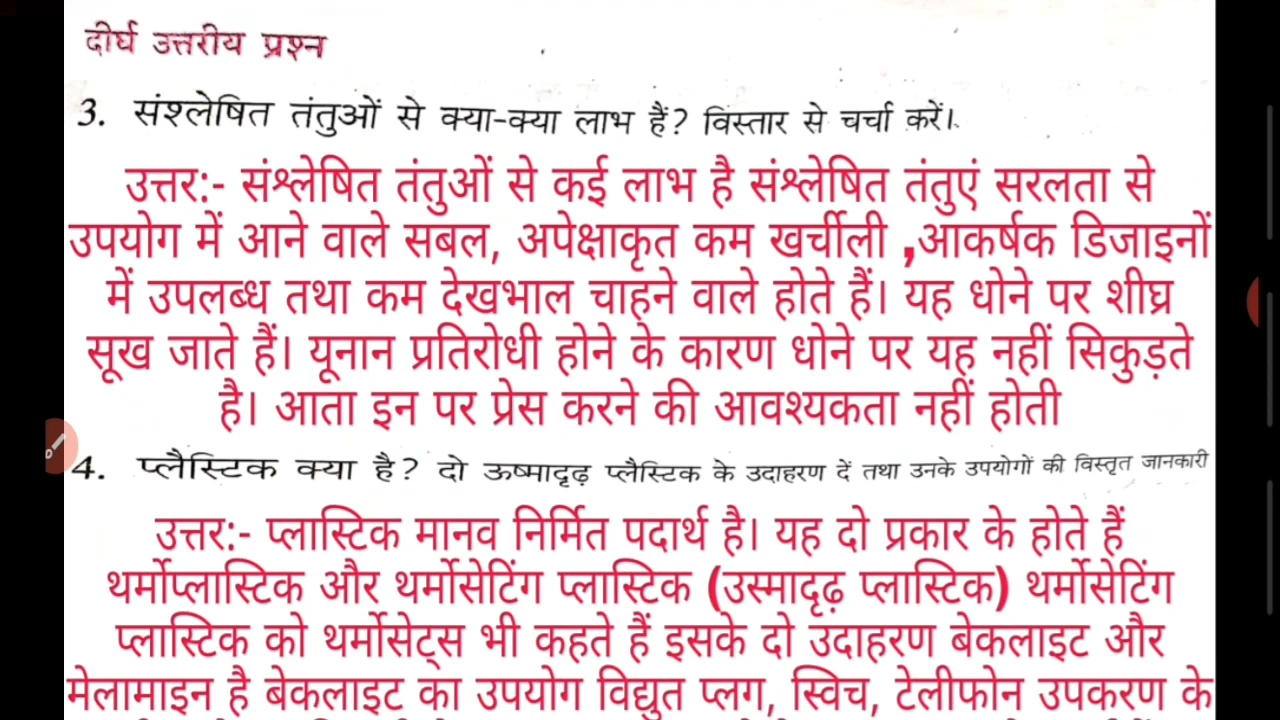 दीर्घ उत्तरीय प्रश्न
3. संश्लेषित तंतुओं से क्या-क्या लाभ हैं? विस्तार से चर्चा करें।
उत्तर:- संश्लेषित तंतुओं से कई लाभ है संश्लेषित तंतुएं सरलता से
उपयोग में आने वाले सबल, अपेक्षाकृत कम खर्चीली ,आकर्षक डिजाइनों
में उपलब्ध तथा कम देखभाल चाहने वाले होते हैं। यह धोने पर शीघ्र
सूख जाते हैं। यूनान प्रतिरोधी होने के कारण धोने पर यह नहीं सिकुड़ते
है। आता इन पर प्रेस करने की आवश्यकता नहीं होती
4. प्लैस्टिक क्या है? दो ऊष्मादृढ़ प्लैस्टिक के उदाहरण दें तथा उनके उपयोगों की विस्तृत जानकारी
उत्तर:- प्लास्टिक मानव निर्मित पदार्थ है। यह दो प्रकार के होते हैं
थर्मोप्लास्टिक और थर्मोसेटिंग प्लास्टिक (उस्मादृढ़ प्लास्टिक) थर्मोसेटिंग
प्लास्टिक को थर्मोसेट्स भी कहते हैं इसके दो उदाहरण बेकलाइट और
मेलामाइन है बेकलाइट का उपयोग विद्युत प्लग, स्विच, टेलीफोन उपकरण के